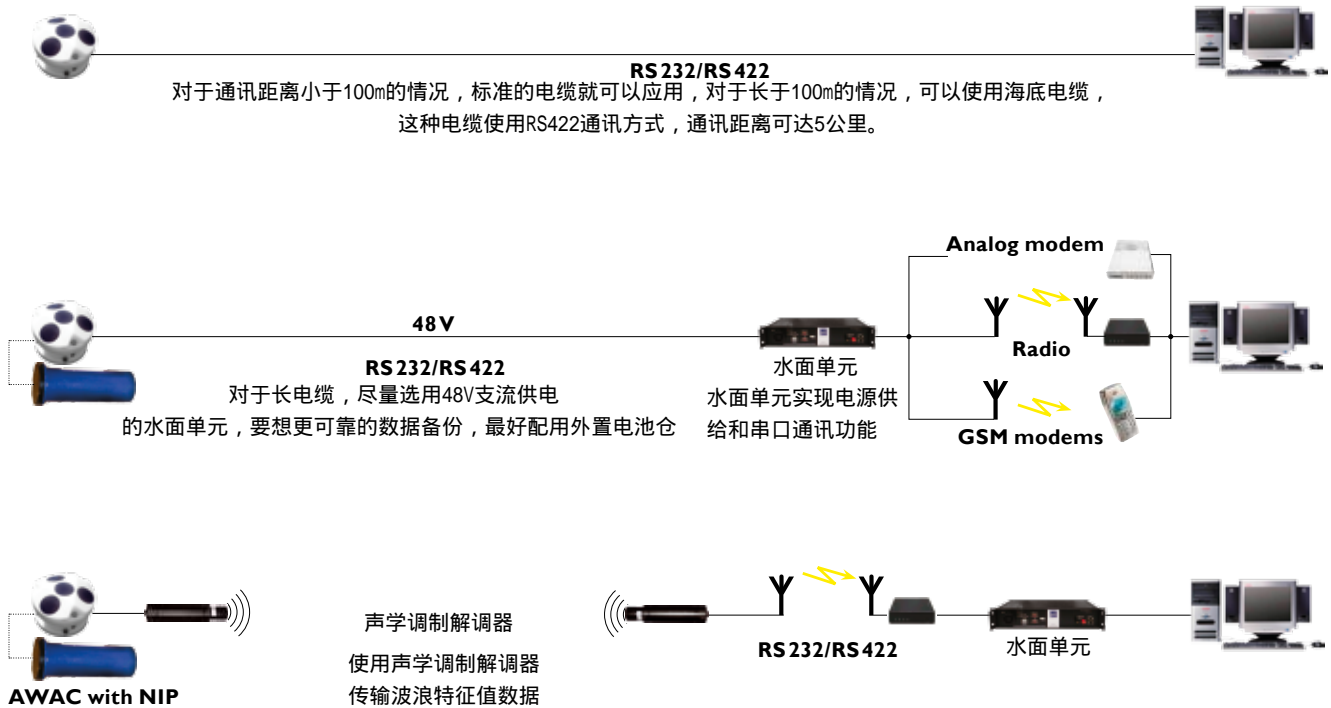 RS232/RS422
对于通讯距离小于100m的情况，标准的电缆就可以应用，对于长于100m的情况，可以使用海底电缆，
这种电缆使用RS422通讯方式，通讯距离可达5公里。
Analog modem
48V
Radio
RS232/RS422
水面单元
对于长电缆，尽量选用48V支流供电
的水面单元，要想更可靠的数据备份，最好配用外置电池仓
水面单元实现电源供
给和串口通讯功能
GSM modems
声学调制解调器
使用声学调制解调器
传输波浪特征值数据
RS232/RS422
水面单元
AWAC with NIP